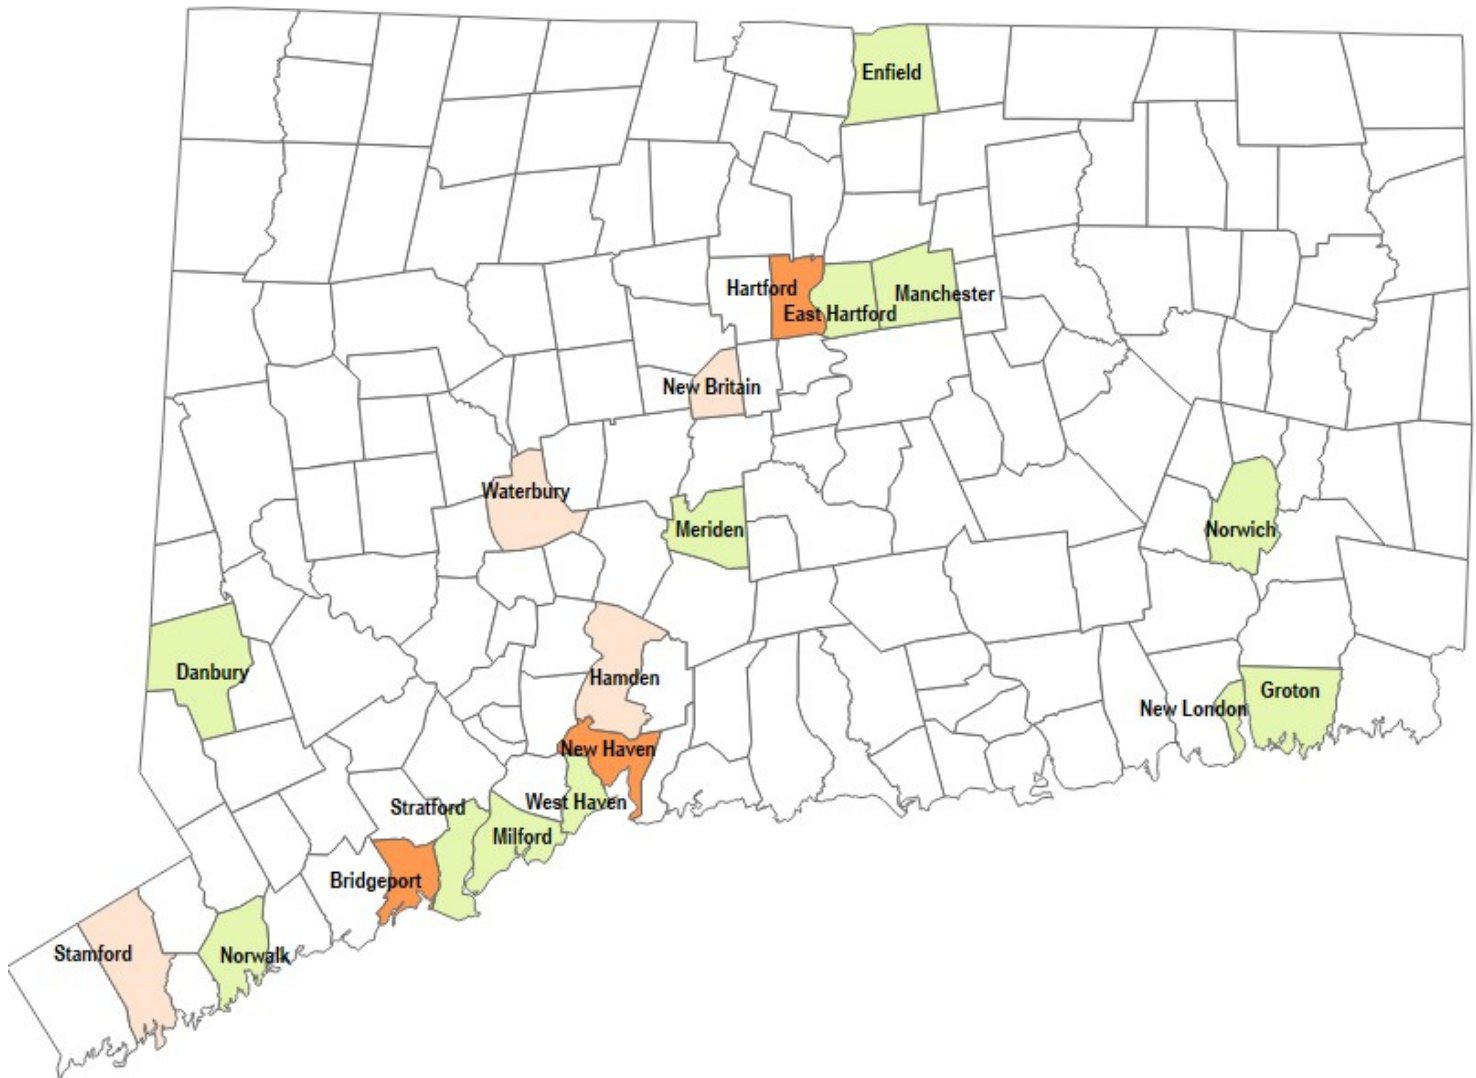 Enfield
Hartford
Manchester
East Hartford
New Britain
Waterbury
Meriden
Norwich
Danbury
Hamden
Groton
New London
New Haven
West Haven
Stratford
Milford
Bridgeport
Stamford
Norwalk